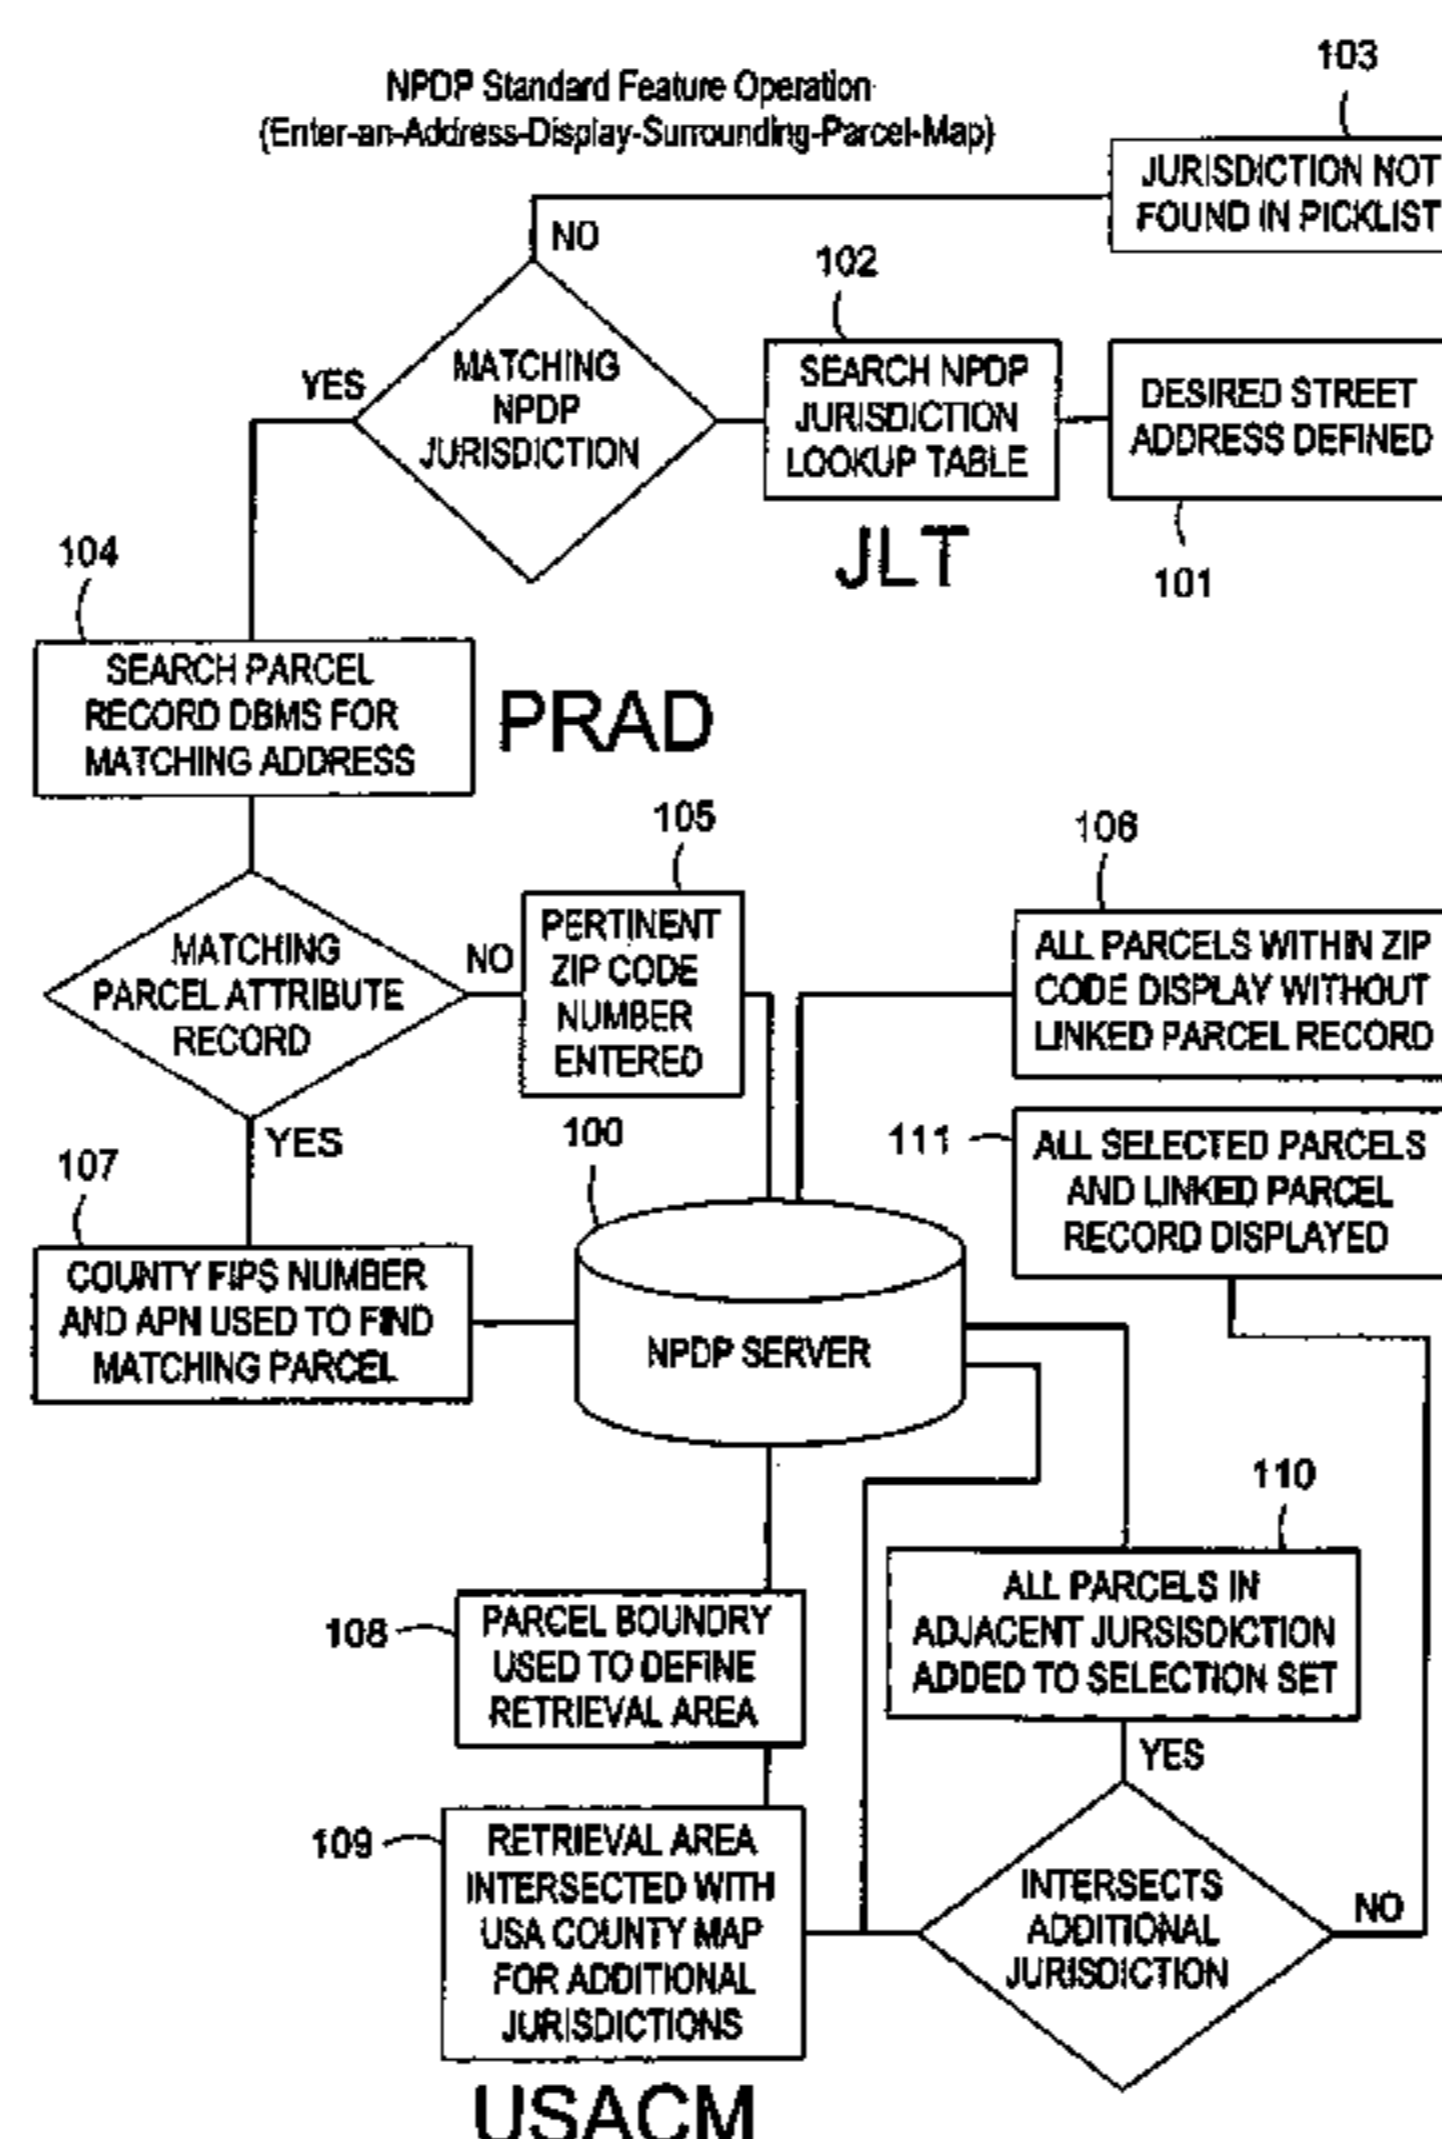 NPDP Standard Feature Operation
(Enter-an-Address-Display-Surrounding-Parcel-Map)
103
JURISDICTION NOT
FOUND IN PICKLIST
NO
102
YES
MATCHING
NPDP
JURISDICTION
SEARCH NPDP
JURISDICTION
LOOKUP TABLE
DESIRED STREET
ADDRESS DEFINED
JLT
101
104
SEARCH PARCEL
RECORD DBMS FOR
MATCHING ADDRESS
PRAD
105
106
MATCHING
PARCEL ATTRIBUTE
RECORD
NO
PERTINENT
ZIP CODE
NUMBER
ENTERED
ALL PARCELS WITHIN ZIP
CODE DISPLAY WITHOUT
LINKED PARCEL RECORD
YES
100
111
ALL SELECTED PARCELS
AND LINKED PARCEL
RECORD DISPLAYED
107
COUNTY FIPS NUMBER
AND APN USED TO FIND
MATCHING PARCEL
NPDP SERVER
110
108
PARCEL BOUNDRY
USED TO DEFINE
RETRIEVAL AREA
ALL PARCELS IN
ADJACENT JURSISDICTION
ADDED TO SELECTION SET
YES
109
RETRIEVAL AREA
INTERSECTED WITH
USA COUNTY MAP
FOR ADDITIONAL
JURISDICTIONS
INTERSECTS
ADDITIONAL
JURISDICTION
NO
USACM